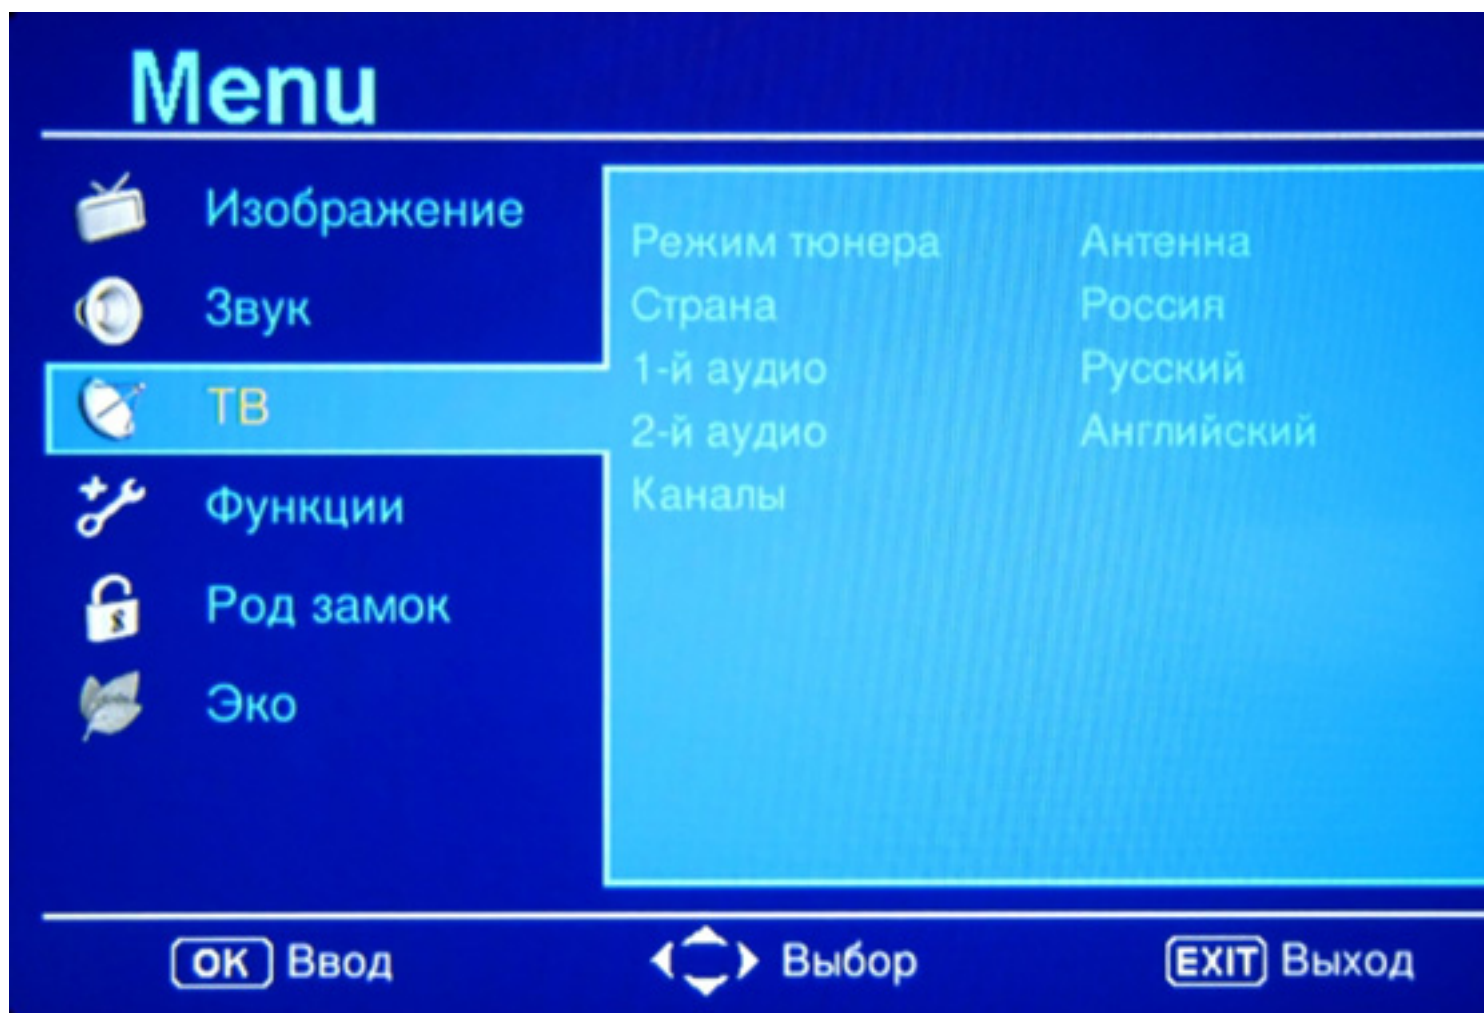 Menu
Изображение
Звук
ТВ
Функции
Род замок
Эко
Режим тюнера Антенна
Страна Россия
1-й аудио Русский
2-й аудио Английский
Каналы
OK Ввод Выбор EXIT Выход